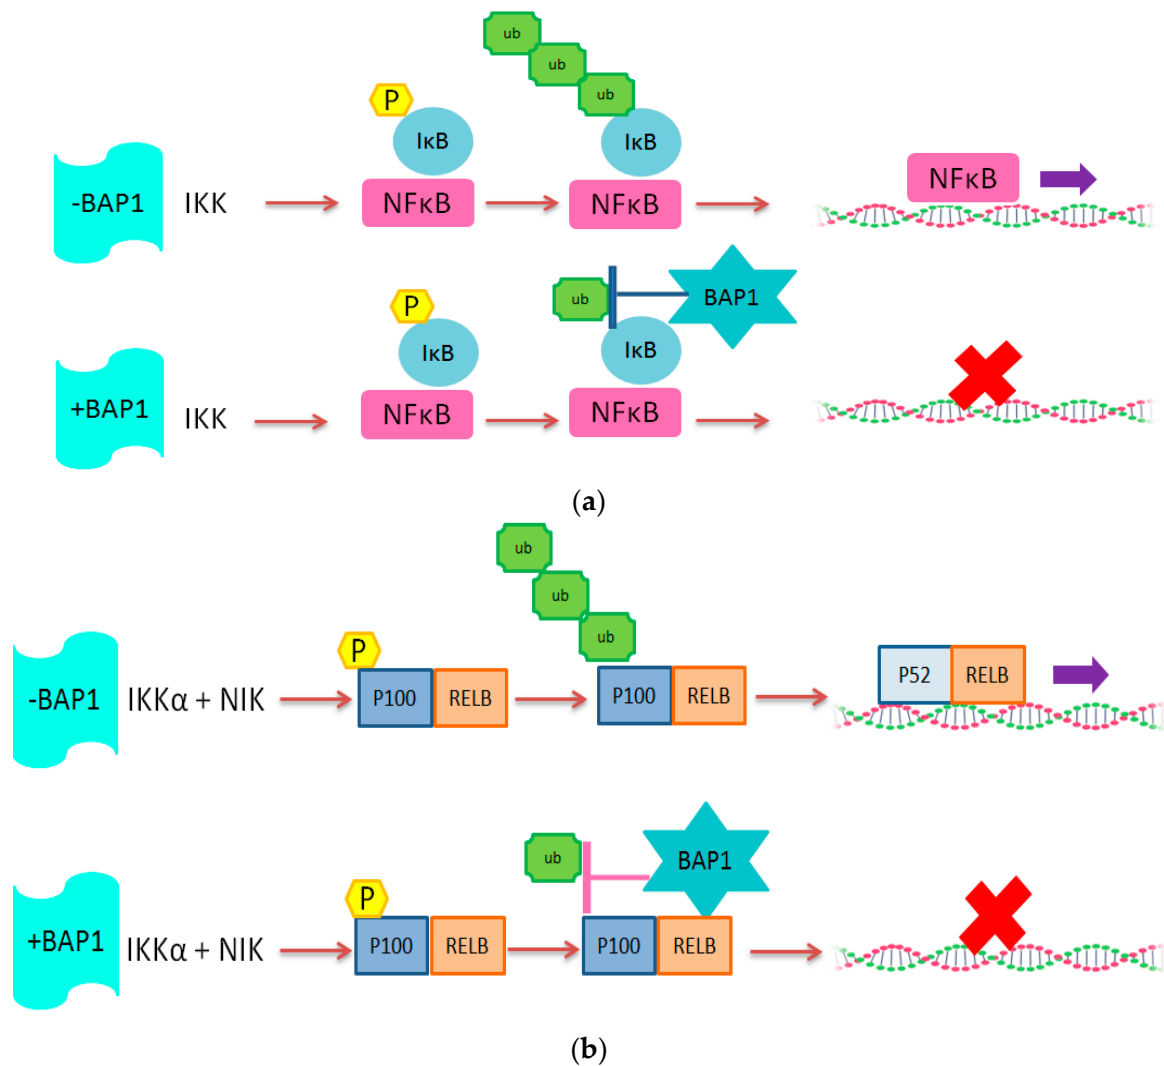 ub
ub
ub
P
IκB
IκB
-BAP1
IKK
NFκB
NFκB
NFκB
ub
BAP1
P
IκB
IκB
+BAP1
IKK
NFκB
NFκB
(a)
ub
ub
ub
P
-BAP1
IKKα + NIK
P100
RELB
P100
RELB
P52
RELB
ub
BAP1
P
+BAP1
IKKα + NIK
P100
RELB
P100
RELB
(b)